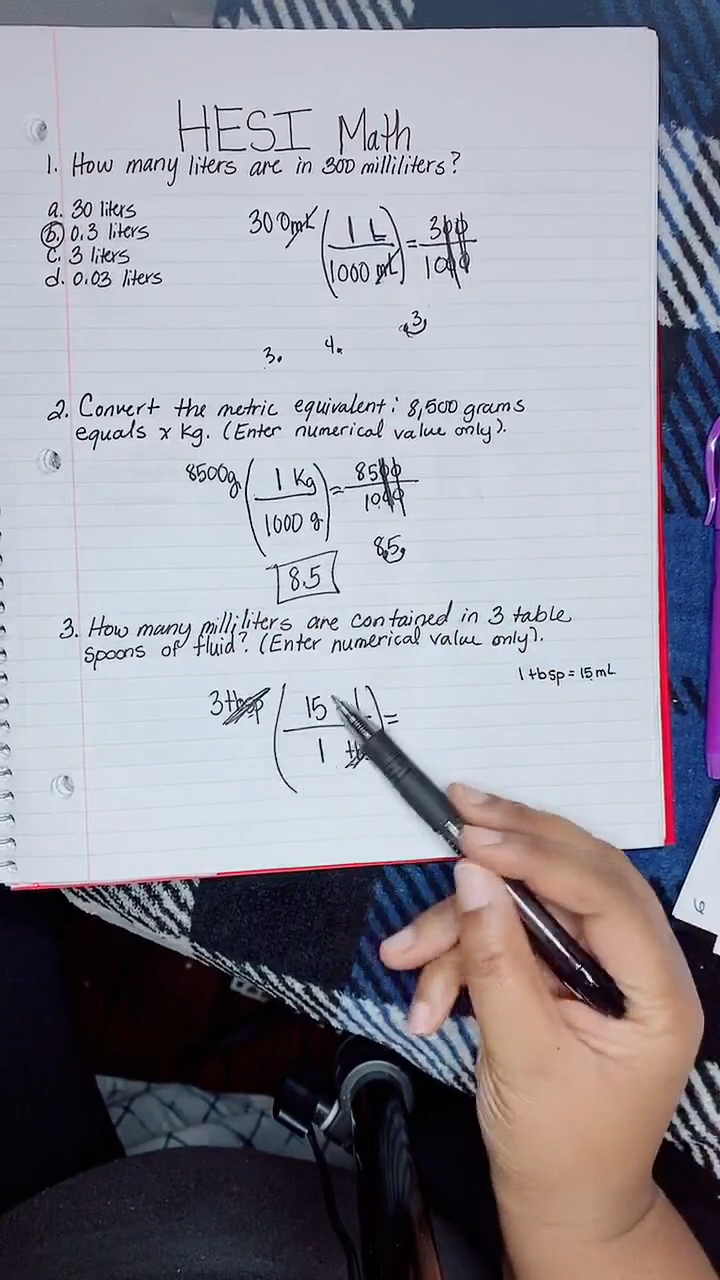 HESI Math
1. How many liters are in 300 milliliters?
a. 30 liters
b. 0.3 liters
c. 3 liters
d. 0.03 liters
300mL (1 L / 1000 mL) = 300 / 1000
.3
3. 4.
2. Convert the metric equivalent: 8,500 grams
equals x kg. (Enter numerical value only).
8500g (1 Kg / 1000 g) = 8500 / 1000
8.5.
8.5
3. How many milliliters are contained in 3 table
spoons of fluid? (Enter numerical value only).
1 tbsp = 15 mL
3 tbsp (15 / 1) =
6